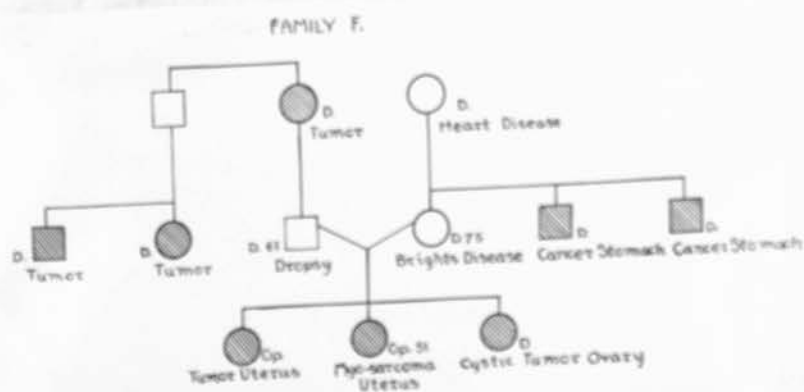 FAMILY F.
D.
Tumor
D.
Heart Disease
D.
Tumor
D.
Tumor
D. 61
Dropsy
D. 75
Brights Disease
D.
Cancer Stomach
D.
Cancer Stomach
Op.
Tumor Uterus
Op. 51
Myo-sarcoma
Uterus
D.
Cystic Tumor Ovary